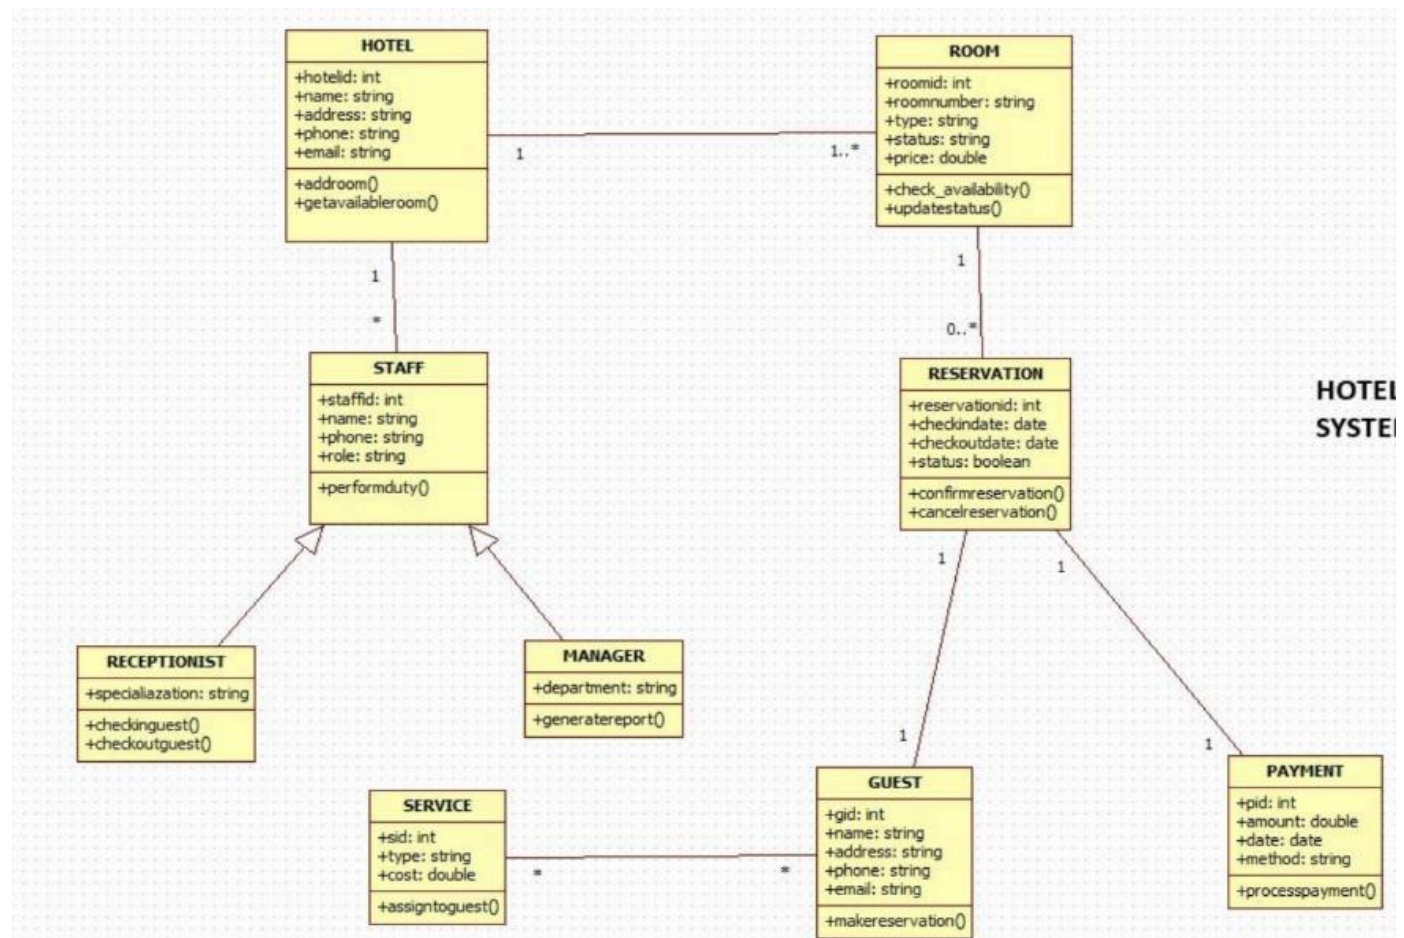 HOTEL
+hotelid: int
+name: string
+address: string
+phone: string
+email: string
+addroom()
+getavailableroom()
1
1..*
ROOM
+roomid: int
+roomnumber: string
+type: string
+status: string
+price: double
+check_availability()
+updatestatus()
1
*
1
0..*
STAFF
+staffid: int
+name: string
+phone: string
+role: string
+performduty()
RESERVATION
+reservationid: int
+checkindate: date
+checkoutdate: date
+status: boolean
+confirmreservation()
+cancelreservation()
HOTEL
SYSTE
1
1
1
1
RECEPTIONIST
+specialiazation: string
+checkinguest()
+checkoutguest()
MANAGER
+department: string
+generatereport()
SERVICE
+sid: int
+type: string
+cost: double
+assigntoguest()
*
*
GUEST
+gid: int
+name: string
+address: string
+phone: string
+email: string
+makereservation()
PAYMENT
+pid: int
+amount: double
+date: date
+method: string
+processpayment()